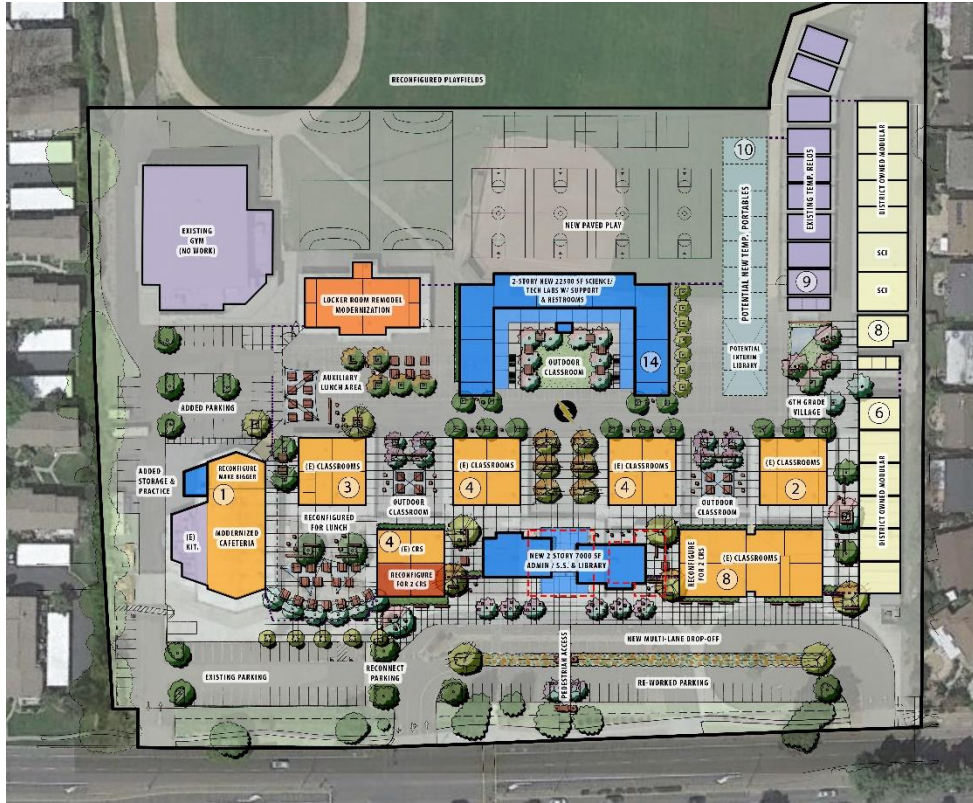 RECONFIGURED PLAYFIELDS
10
EXISTING TEMP. RELOS
DISTRICT OWNED MODULAR
EXISTING
GYM
(NO WORK)
NEW PAVED PLAY
POTENTIAL NEW TEMP. PORTABLES
SCI
SCI
9
2-STORY NEW 22500 SF SCIENCE/
TECH LABS W/ SUPPORT
& RESTROOMS
LOCKER ROOM REMODEL
MODERNIZATION
8
OUTDOOR
CLASSROOM
14
POTENTIAL
INTERIM
LIBRARY
AUXILIARY
LUNCH AREA
6TH GRADE
VILLAGE
ADDED PARKING
6
ADDED
STORAGE &
PRACTICE
RECONFIGURE
MAKE BIGGER
1
(E) CLASSROOMS
3
(E) CLASSROOMS
4
(E) CLASSROOMS
4
(E) CLASSROOMS
2
OUTDOOR
CLASSROOM
OUTDOOR
CLASSROOM
DISTRICT OWNED MODULAR
RECONFIGURED
FOR LUNCH
(E)
KIT.
MODERNIZED
CAFETERIA
4
(E) CRS
RECONFIGURE
FOR 2 CRS
NEW 2 STORY 7000 SF
ADMIN / S.S. & LIBRARY
RECONFIGURE
FOR 2 CRS
(E) CLASSROOMS
8
NEW MULTI-LANE DROP-OFF
EXISTING PARKING
RECONNECT
PARKING
PEDESTRIAN ACCESS
RE-WORKED PARKING